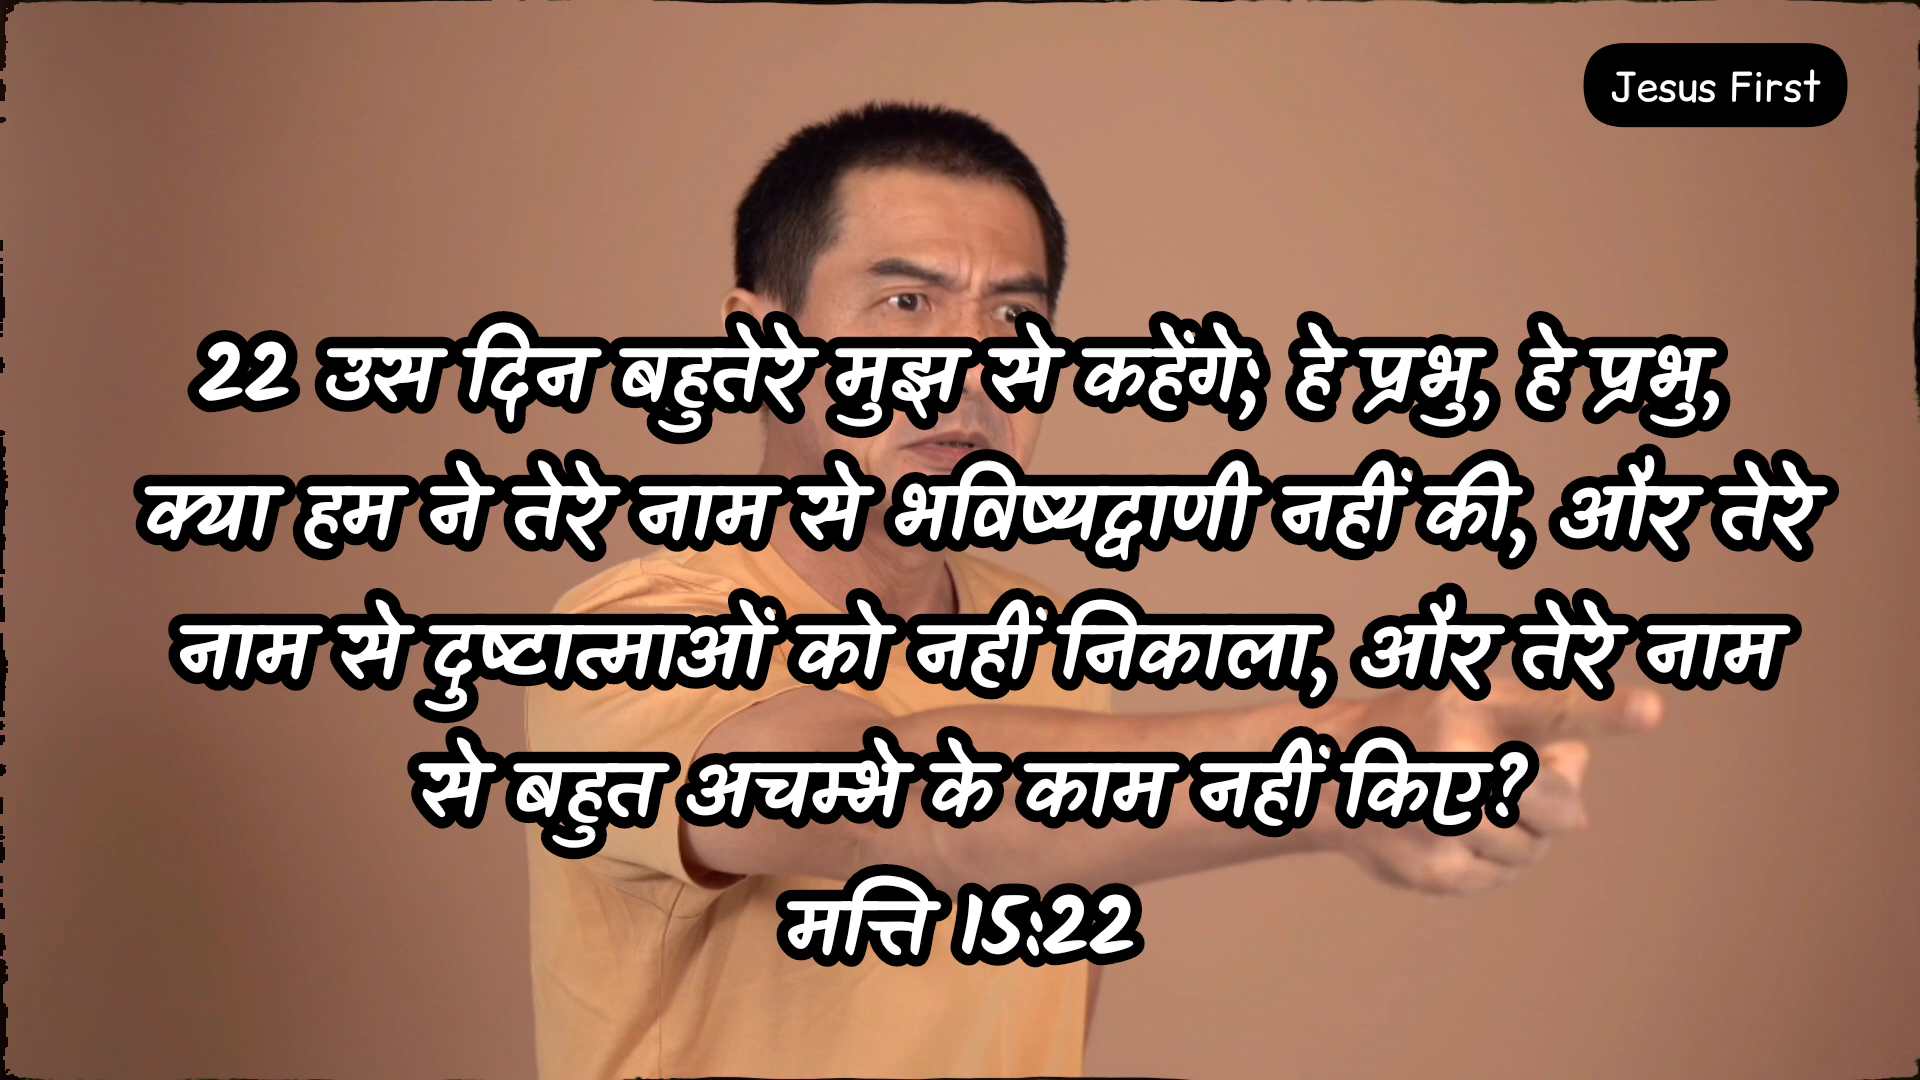 Jesus First
22 उस दिन बहुतेरे मुझ से कहेंगे; हे प्रभु, हे प्रभु,
क्या हम ने तेरे नाम से भविष्यद्वाणी नहीं की, और तेरे
नाम से दुष्टात्माओं को नहीं निकाला, और तेरे नाम
से बहुत अचम्भे के काम नहीं किए?
मत्ति 15:22